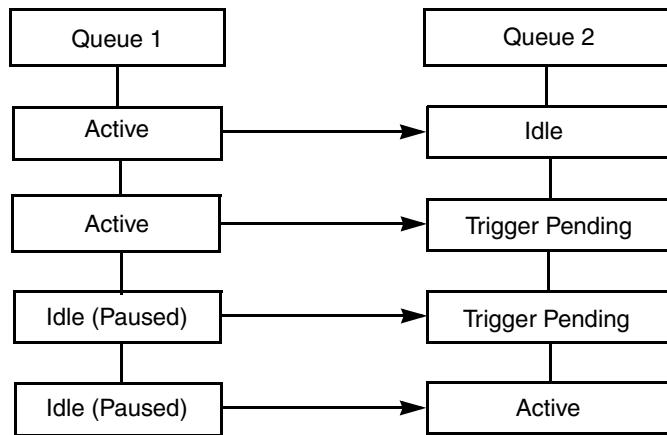 Queue 1
Queue 2
Active
Idle
Active
Trigger Pending
Idle (Paused)
Trigger Pending
Idle (Paused)
Active